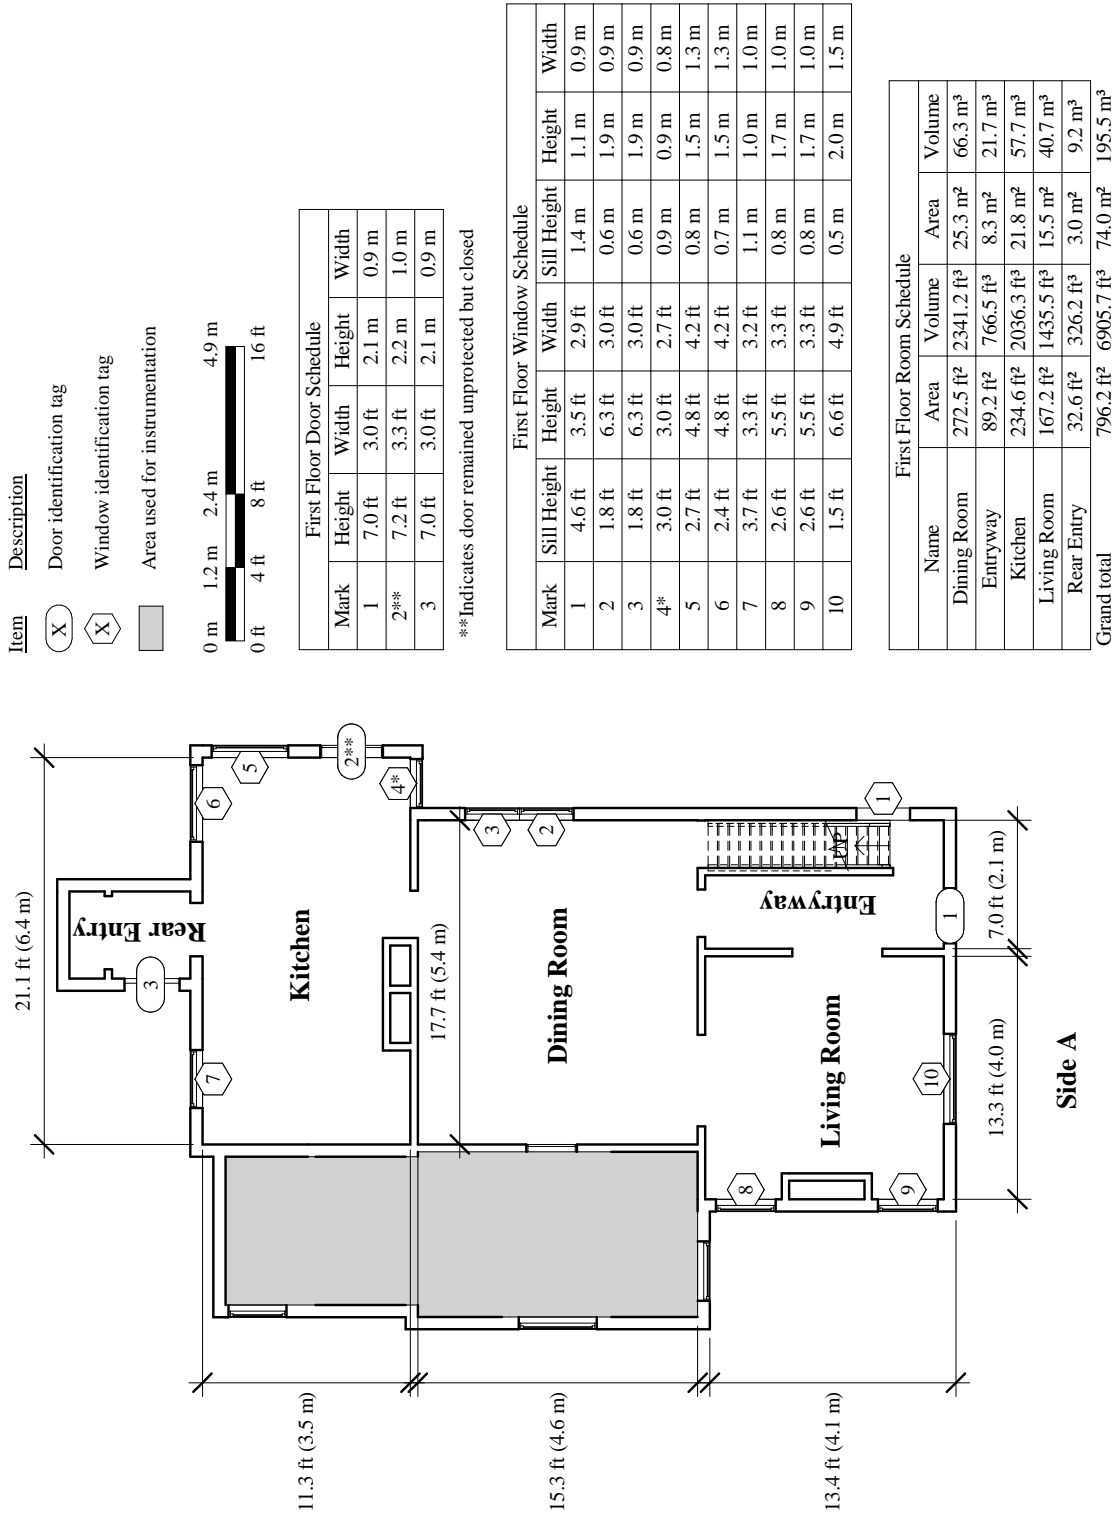 Item Description
X Door identification tag
X Window identification tag
Area used for instrumentation
0 m 1.2 m 2.4 m 4.9 m
0 ft 4 ft 8 ft 16 ft
First Floor Door Schedule
Mark Height Width Height Width
1 7.0 ft 3.0 ft 2.1 m 0.9 m
2** 7.2 ft 3.3 ft 2.2 m 1.0 m
3 7.0 ft 3.0 ft 2.1 m 0.9 m
**Indicates door remained unprotected but closed
First Floor Window Schedule
Mark Sill Height Height Width Sill Height Height Width
1 4.6 ft 3.5 ft 2.9 ft 1.4 m 1.1 m 0.9 m
2 1.8 ft 6.3 ft 3.0 ft 0.6 m 1.9 m 0.9 m
3 1.8 ft 6.3 ft 3.0 ft 0.6 m 1.9 m 0.9 m
4* 3.0 ft 3.0 ft 2.7 ft 0.9 m 0.9 m 0.8 m
5 2.7 ft 4.8 ft 4.2 ft 0.8 m 1.5 m 1.3 m
6 2.4 ft 4.8 ft 4.2 ft 0.7 m 1.5 m 1.3 m
7 3.7 ft 3.3 ft 3.2 ft 1.1 m 1.0 m 1.0 m
8 2.6 ft 5.5 ft 3.3 ft 0.8 m 1.7 m 1.0 m
9 2.6 ft 5.5 ft 3.3 ft 0.8 m 1.7 m 1.0 m
10 1.5 ft 6.6 ft 4.9 ft 0.5 m 2.0 m 1.5 m
First Floor Room Schedule
Name Area Volume Area Volume
Dining Room 272.5 ft² 2341.2 ft³ 25.3 m² 66.3 m³
Entryway 89.2 ft² 766.5 ft³ 8.3 m² 21.7 m³
Kitchen 234.6 ft² 2036.3 ft³ 21.8 m² 57.7 m³
Living Room 167.2 ft² 1435.5 ft³ 15.5 m² 40.7 m³
Rear Entry 32.6 ft² 326.2 ft³ 3.0 m² 9.2 m³
Grand total 796.2 ft² 6905.7 ft³ 74.0 m² 195.5 m³
21.1 ft (6.4 m)
Rear Entry
3
7
6
5
Kitchen
2**
4*
11.3 ft (3.5 m)
17.7 ft (5.4 m)
3
2
Dining Room
15.3 ft (4.6 m)
UP
1
Entryway
8
Living Room
9
10
1
13.4 ft (4.1 m)
13.3 ft (4.0 m)
7.0 ft (2.1 m)
Side A